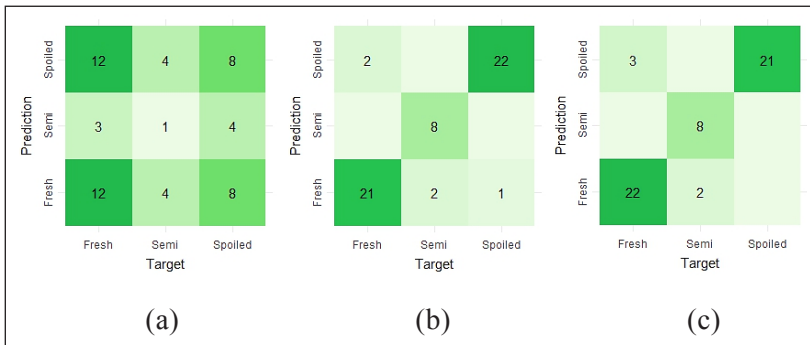 Prediction
Spoiled
12 4 8
Semi
3 1 4
Fresh
12 4 8
Fresh Semi Spoiled
Target
(a)
Prediction
Spoiled
2 22
Semi
8
Fresh
21 2 1
Fresh Semi Spoiled
Target
(b)
Prediction
Spoiled
3 21
Semi
8
Fresh
22 2
Fresh Semi Spoiled
Target
(c)